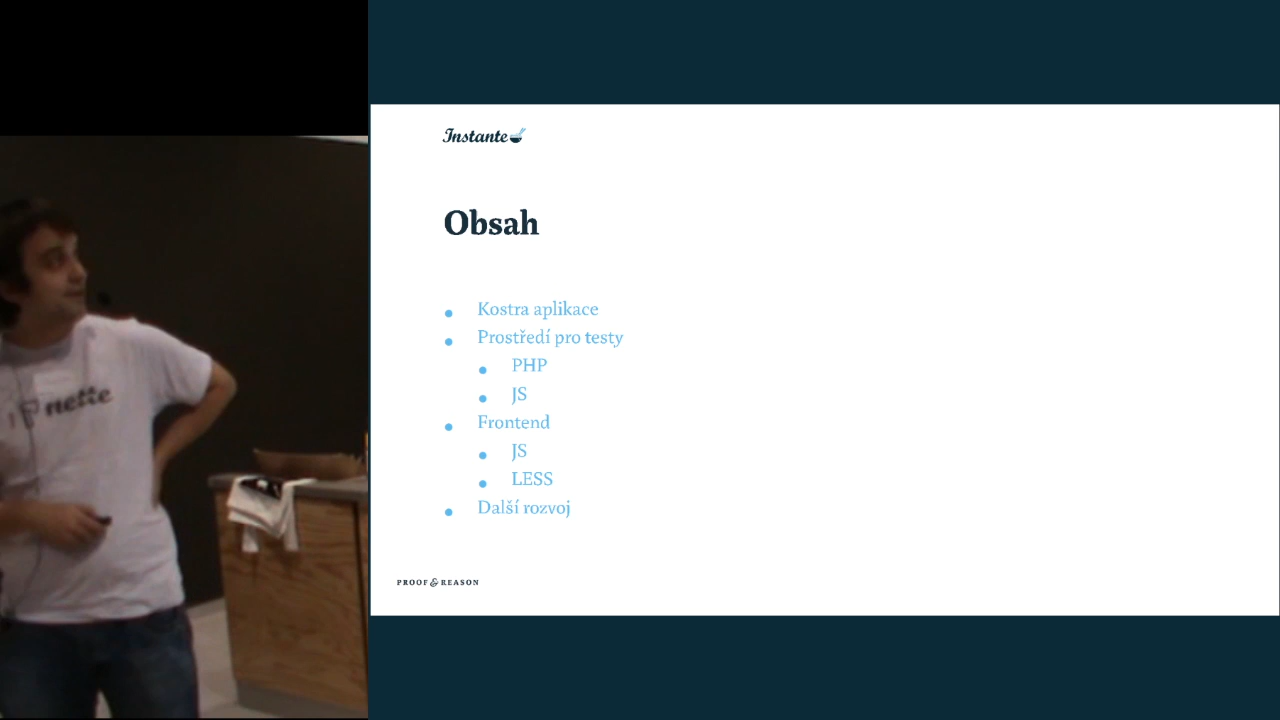 Instante
Obsah
Kostra aplikace
Prostředí pro testy
PHP
JS
Frontend
JS
LESS
Další rozvoj
PROOF & REASON
nette